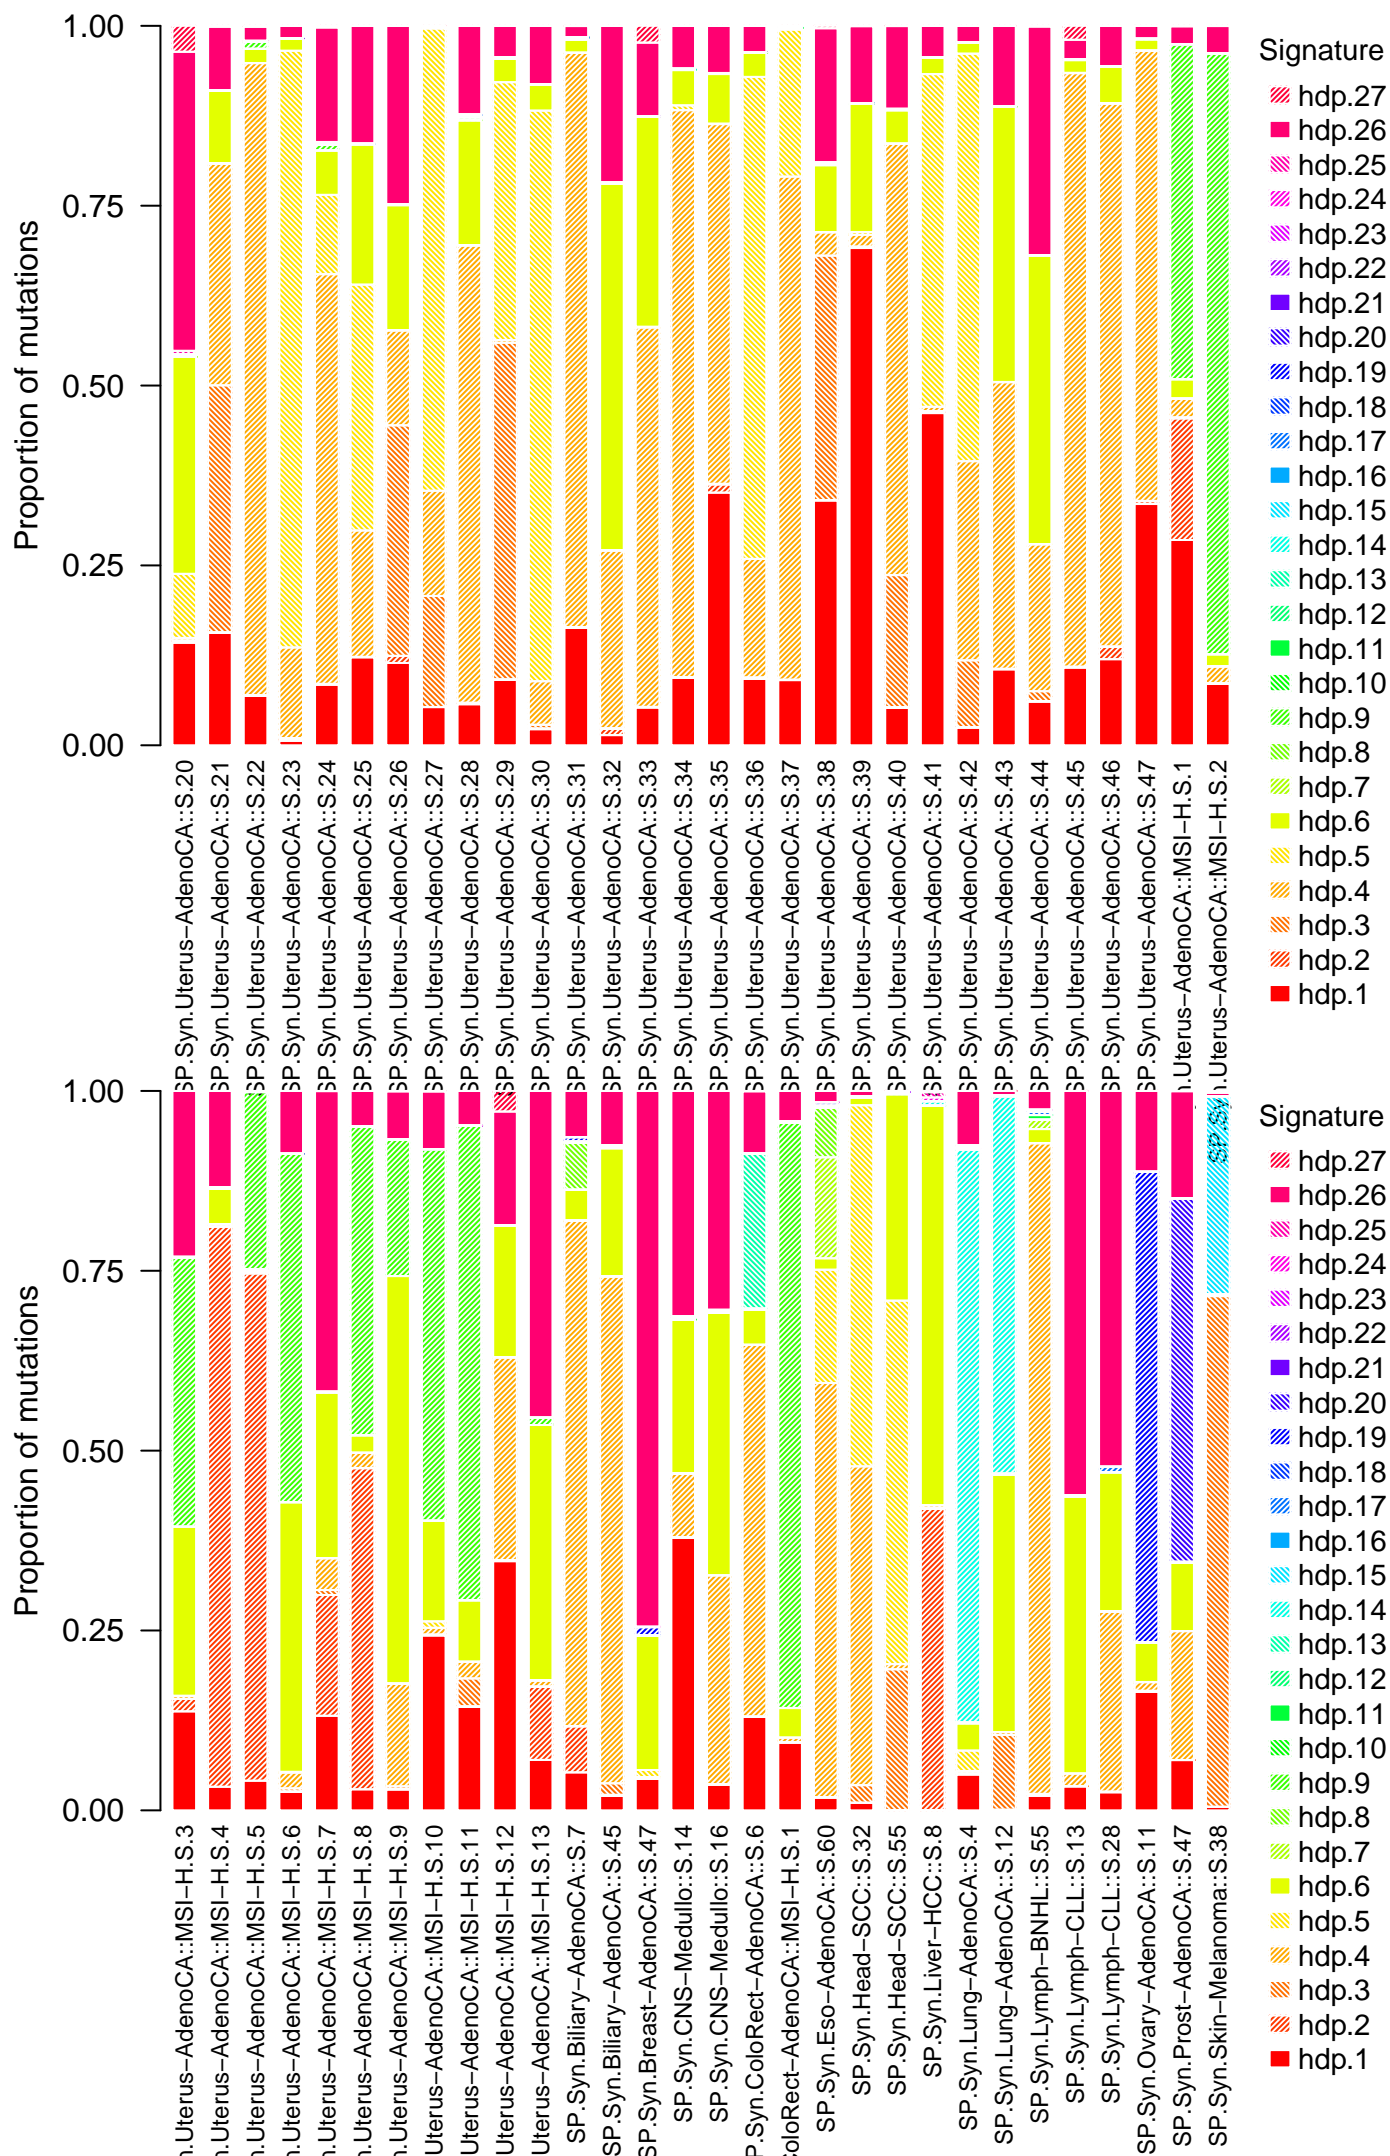 Proportion of mutations
1.00
0.75
0.50
0.25
0.00
SP.Syn.Uterus−AdenoCA::S.20
SP.Syn.Uterus−AdenoCA::S.21
SP.Syn.Uterus−AdenoCA::S.22
SP.Syn.Uterus−AdenoCA::S.23
SP.Syn.Uterus−AdenoCA::S.24
SP.Syn.Uterus−AdenoCA::S.25
SP.Syn.Uterus−AdenoCA::S.26
SP.Syn.Uterus−AdenoCA::S.27
SP.Syn.Uterus−AdenoCA::S.28
SP.Syn.Uterus−AdenoCA::S.29
SP.Syn.Uterus−AdenoCA::S.30
SP.Syn.Biliary−AdenoCA::S.31
SP.Syn.Uterus−AdenoCA::S.32
SP.Syn.Uterus−AdenoCA::S.33
SP.Syn.Uterus−AdenoCA::S.34
SP.Syn.Uterus−AdenoCA::S.35
SP.Syn.Uterus−AdenoCA::S.36
SP.Syn.Uterus−AdenoCA::S.37
SP.Syn.Uterus−AdenoCA::S.38
SP.Syn.Uterus−AdenoCA::S.39
SP.Syn.Uterus−AdenoCA::S.40
SP.Syn.Uterus−AdenoCA::S.41
SP.Syn.Uterus−AdenoCA::S.42
SP.Syn.Uterus−AdenoCA::S.43
SP.Syn.Uterus−AdenoCA::S.44
SP.Syn.Uterus−AdenoCA::S.45
SP.Syn.Uterus−AdenoCA::S.46
SP.Syn.Uterus−AdenoCA::S.47
n.Uterus−AdenoCA::MSI−H.S.1
n.Uterus−AdenoCA::MSI−H.S.2
Signature
hdp.27
hdp.26
hdp.25
hdp.24
hdp.23
hdp.22
hdp.21
hdp.20
hdp.19
hdp.18
hdp.17
hdp.16
hdp.15
hdp.14
hdp.13
hdp.12
hdp.11
hdp.10
hdp.9
hdp.8
hdp.7
hdp.6
hdp.5
hdp.4
hdp.3
hdp.2
hdp.1
Proportion of mutations
1.00
0.75
0.50
0.25
0.00
SP.Sy
n.Uterus−AdenoCA::MSI−H.S.3
n.Uterus−AdenoCA::MSI−H.S.4
n.Uterus−AdenoCA::MSI−H.S.5
n.Uterus−AdenoCA::MSI−H.S.6
n.Uterus−AdenoCA::MSI−H.S.7
n.Uterus−AdenoCA::MSI−H.S.8
n.Uterus−AdenoCA::MSI−H.S.9
Uterus−AdenoCA::MSI−H.S.10
Uterus−AdenoCA::MSI−H.S.11
Uterus−AdenoCA::MSI−H.S.12
Uterus−AdenoCA::MSI−H.S.13
SP.Syn.Biliary−AdenoCA::S.7
SP.Syn.Biliary−AdenoCA::S.45
SP.Syn.Breast−AdenoCA::S.47
SP.Syn.CNS−Medullo::S.14
SP.Syn.CNS−Medullo::S.16
P.Syn.ColoRect−AdenoCA::S.6
ColoRect−AdenoCA::MSI−H.S.1
SP.Syn.Eso−AdenoCA::S.60
SP.Syn.Head−SCC::S.32
SP.Syn.Head−SCC::S.55
SP.Syn.Liver−HCC::S.8
SP.Syn.Lung−AdenoCA::S.4
SP.Syn.Lung−AdenoCA::S.12
SP.Syn.Lymph−BNHL::S.55
SP.Syn.Lymph−CLL::S.13
SP.Syn.Lymph−CLL::S.28
SP.Syn.Ovary−AdenoCA::S.11
SP.Syn.Prost−AdenoCA::S.47
SP.Syn.Skin−Melanoma::S.38
Signature
hdp.27
hdp.26
hdp.25
hdp.24
hdp.23
hdp.22
hdp.21
hdp.20
hdp.19
hdp.18
hdp.17
hdp.16
hdp.15
hdp.14
hdp.13
hdp.12
hdp.11
hdp.10
hdp.9
hdp.8
hdp.7
hdp.6
hdp.5
hdp.4
hdp.3
hdp.2
hdp.1